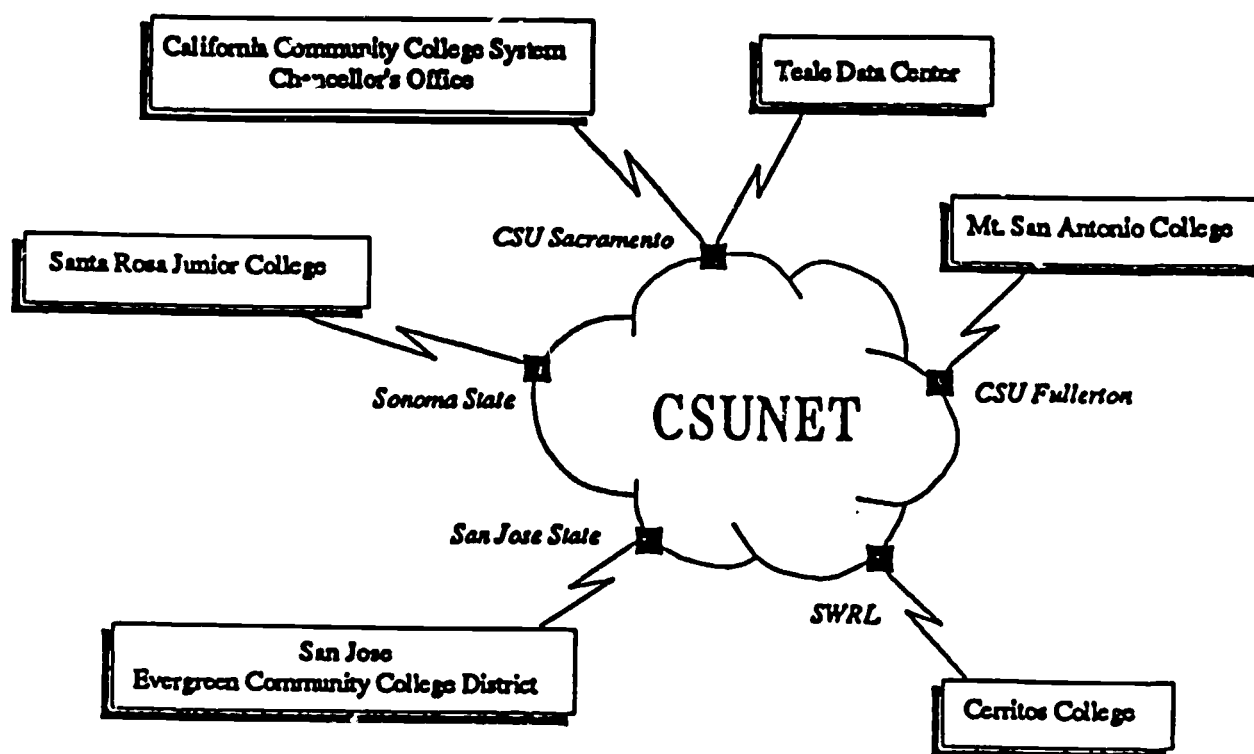 California Community College System
Chancellor's Office
Teale Data Center
CSU Sacramento
Mt. San Antonio College
Santa Rosa Junior College
Sonoma State
CSUNET
CSU Fullerton
San Jose State
SWRL
San Jose
Evergreen Community College District
Cerritos College